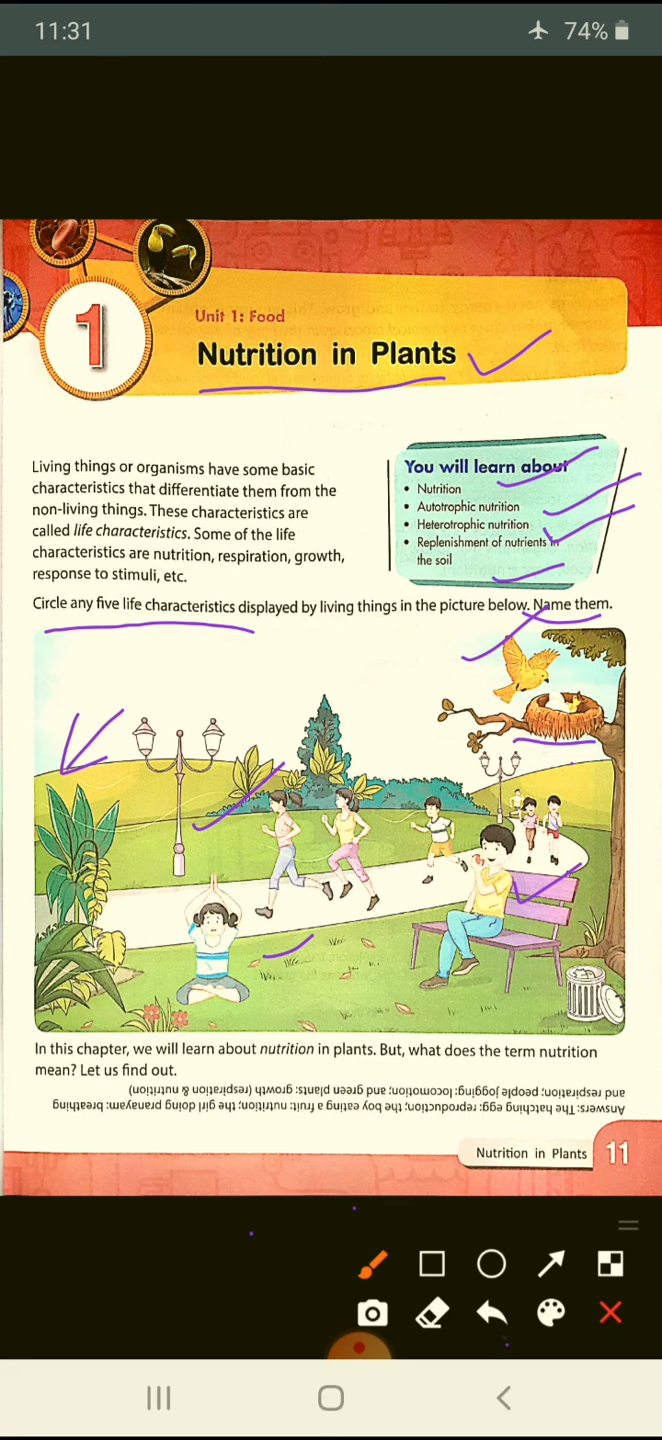 11:31
74%
1
Unit 1: Food
Nutrition in Plants
Living things or organisms have some basic
characteristics that differentiate them from the
non-living things. These characteristics are
called life characteristics. Some of the life
characteristics are nutrition, respiration, growth,
response to stimuli, etc.
You will learn about
• Nutrition
• Autotrophic nutrition
• Heterotrophic nutrition
• Replenishment of nutrients in
the soil
Circle any five life characteristics displayed by living things in the picture below. Name them.
In this chapter, we will learn about nutrition in plants. But, what does the term nutrition
mean? Let us find out.
Answers: The hatching egg: reproduction; the boy eating a fruit: nutrition; the girl doing pranayam: breathing
and respiration; people jogging: locomotion; and green plants: growth (respiration & nutrition)
Nutrition in Plants
11